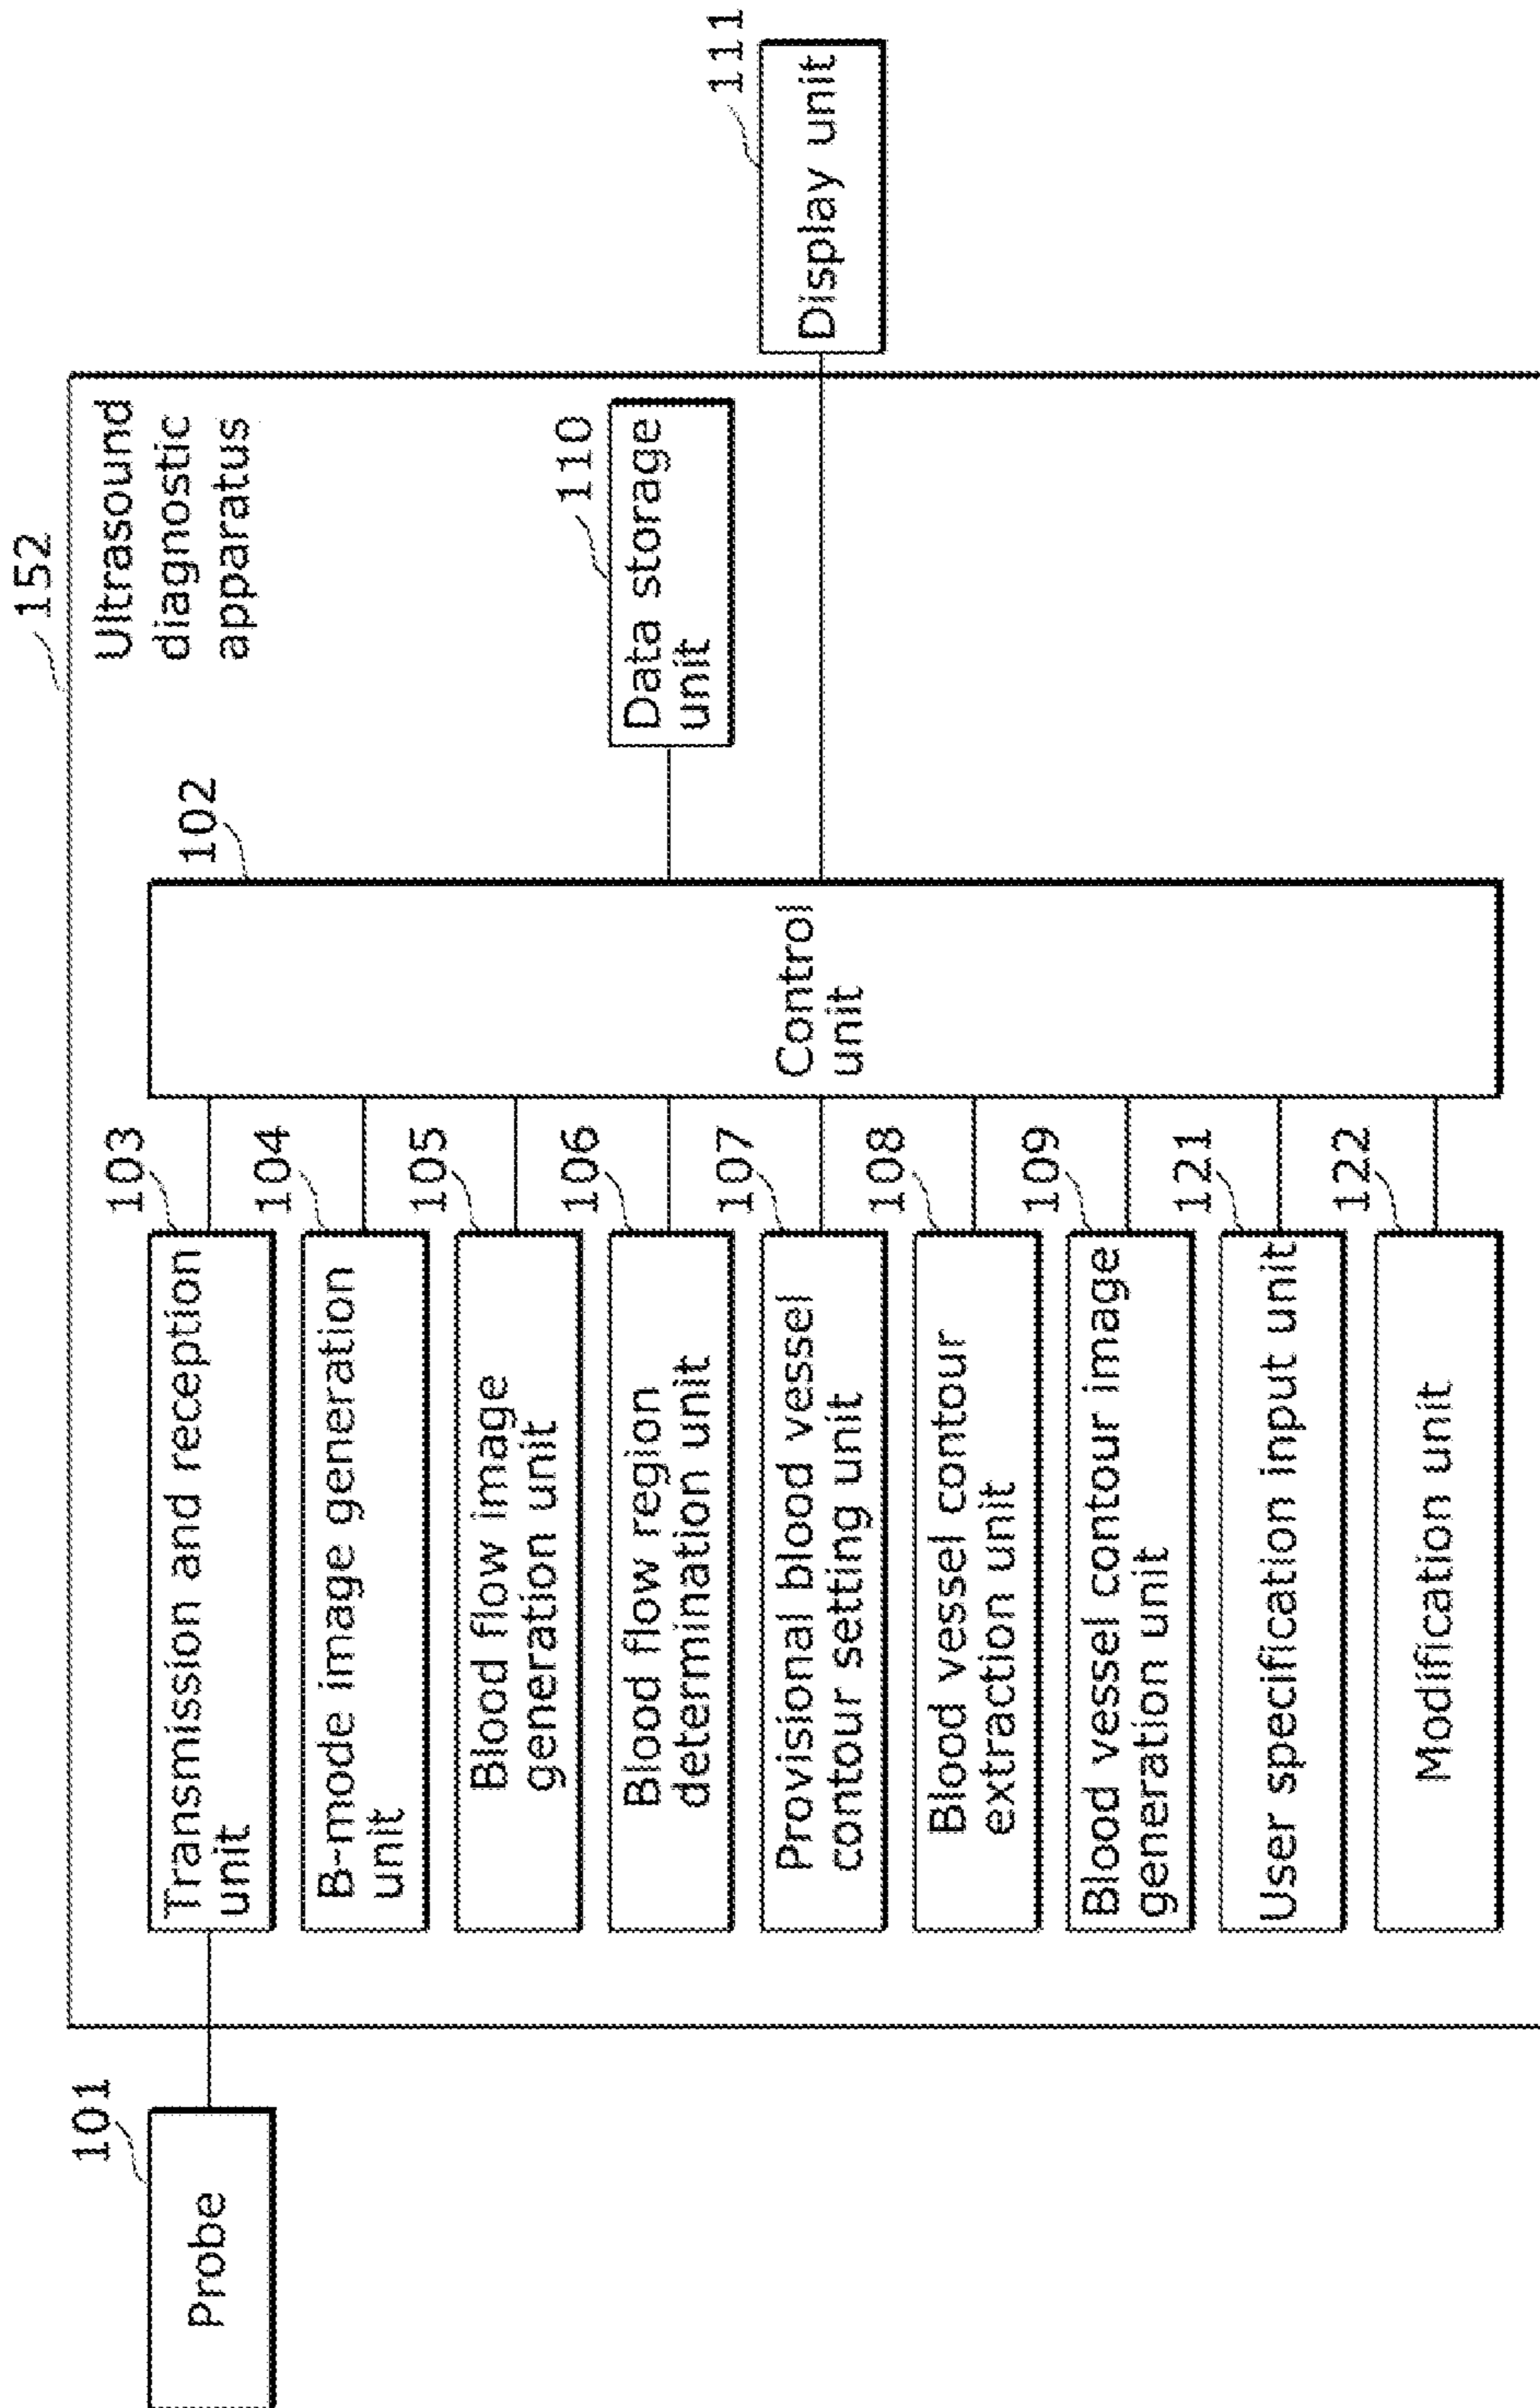 152
Ultrasound
diagnostic
apparatus
101
Probe
103
Transmission and reception
unit
104
B-mode image generation
unit
105
Blood flow image
generation unit
106
Blood flow region
determination unit
107
Provisional blood vessel
contour setting unit
108
Blood vessel contour
extraction unit
109
Blood vessel contour image
generation unit
121
User specification input unit
122
Modification unit
102
Control
unit
110
Data storage
unit
111
Display unit